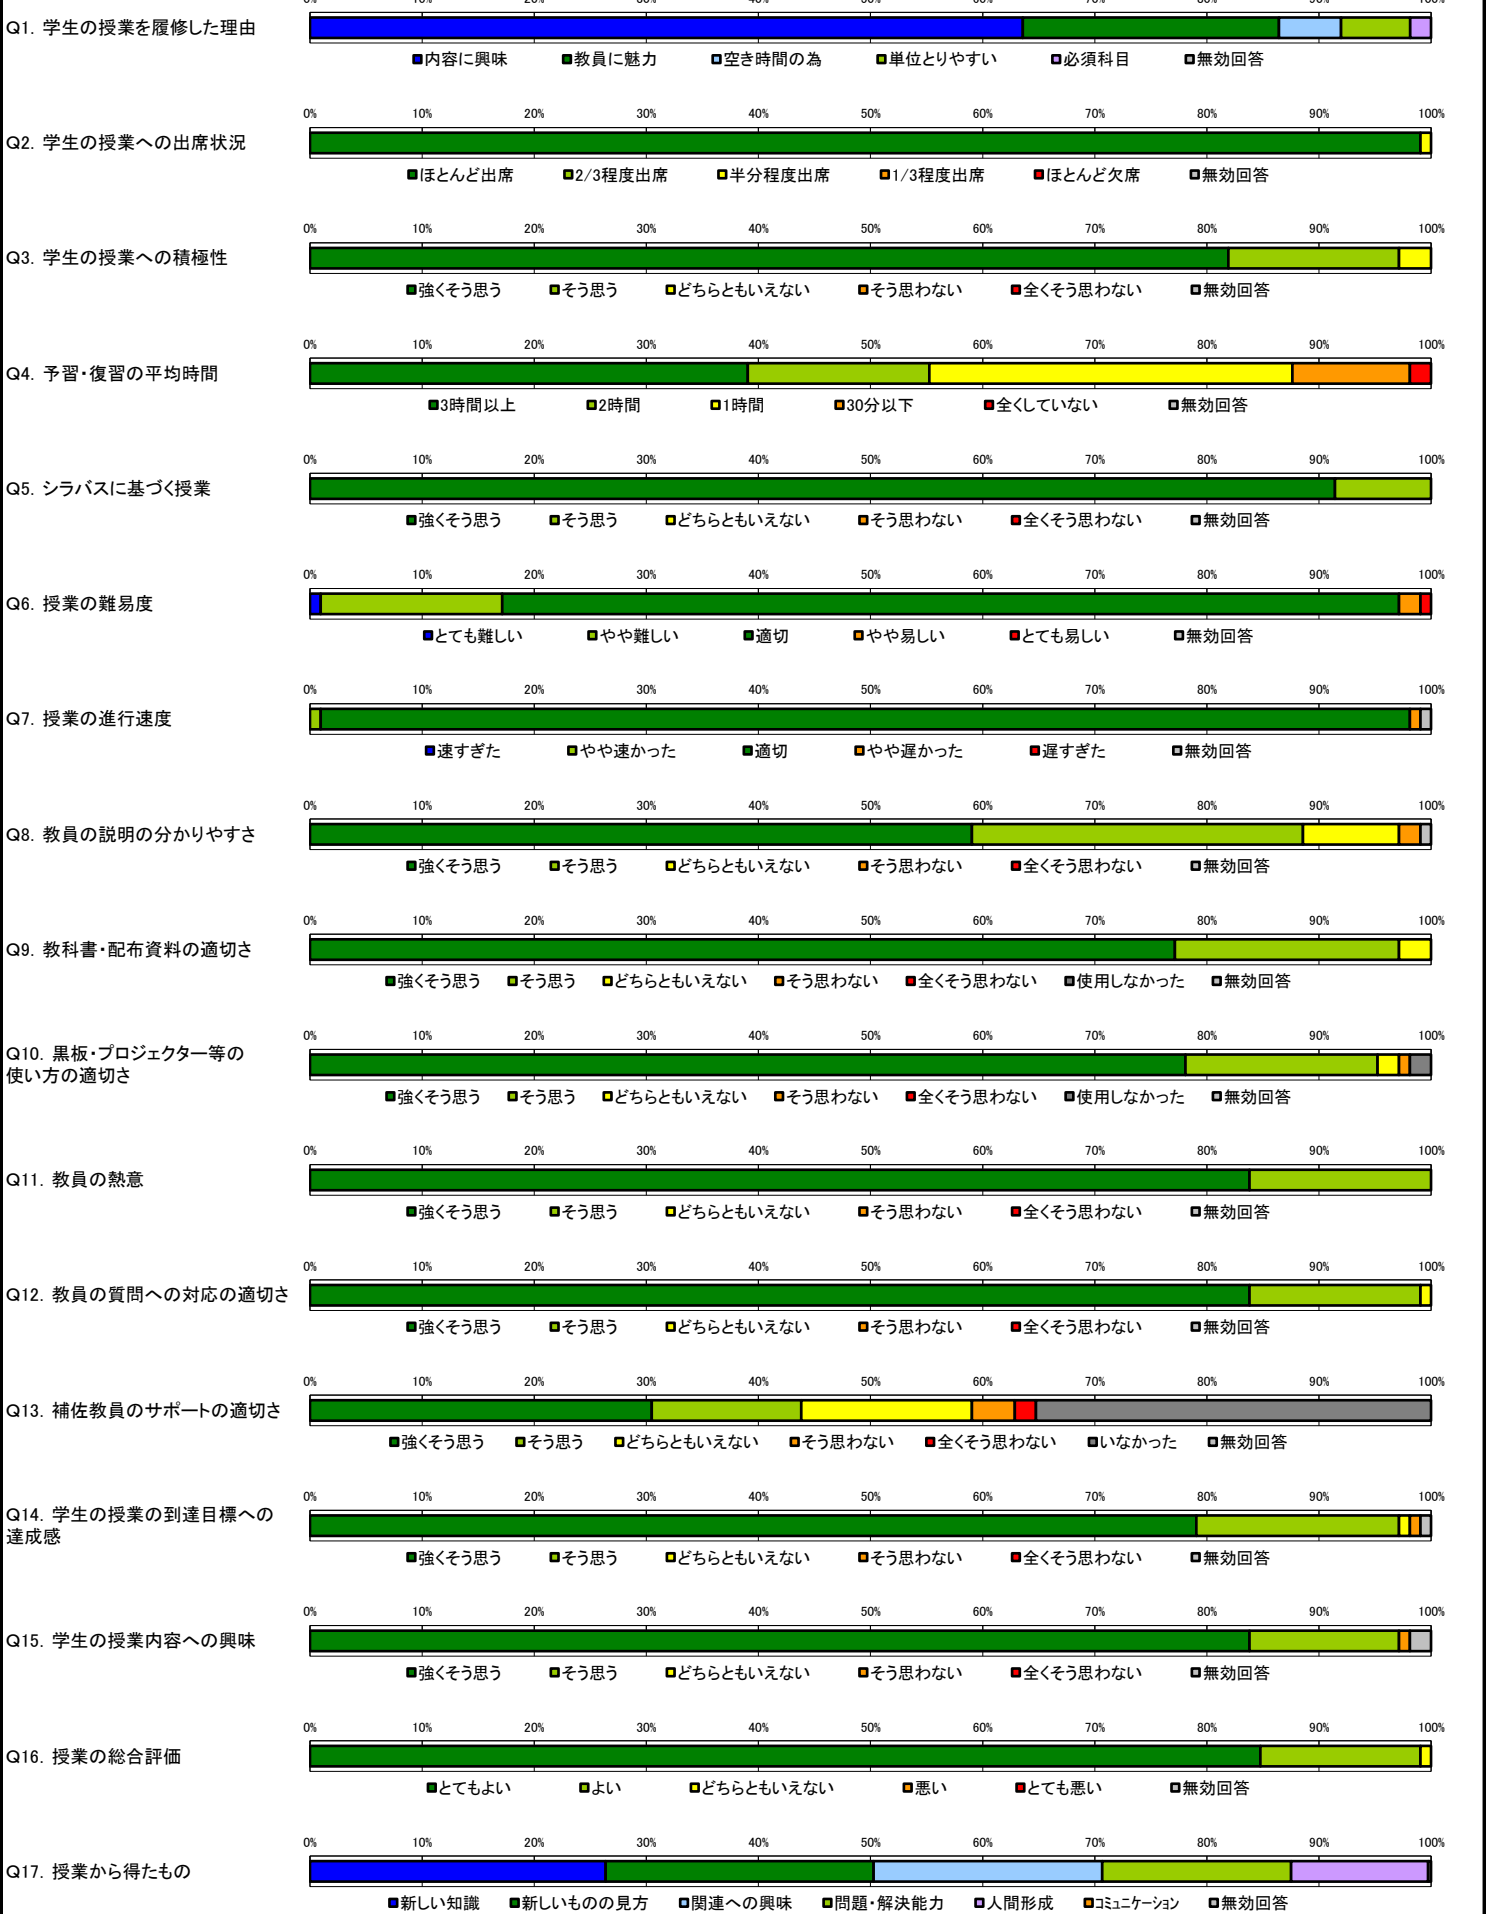 0% 10% 20% 30% 40% 50% 60% 70% 80% 90% 100%
Q1. 学生の授業を履修した理由
内容に興味 教員に魅力 空き時間の為 単位とりやすい 必須科目 無効回答
0% 10% 20% 30% 40% 50% 60% 70% 80% 90% 100%
Q2. 学生の授業への出席状況
ほとんど出席 2/3程度出席 半分程度出席 1/3程度出席 ほとんど欠席 無効回答
0% 10% 20% 30% 40% 50% 60% 70% 80% 90% 100%
Q3. 学生の授業への積極性
強くそう思う そう思う どちらともいえない そう思わない 全くそう思わない 無効回答
0% 10% 20% 30% 40% 50% 60% 70% 80% 90% 100%
Q4. 予習・復習の平均時間
3時間以上 2時間 1時間 30分以下 全くしていない 無効回答
0% 10% 20% 30% 40% 50% 60% 70% 80% 90% 100%
Q5. シラバスに基づく授業
強くそう思う そう思う どちらともいえない そう思わない 全くそう思わない 無効回答
0% 10% 20% 30% 40% 50% 60% 70% 80% 90% 100%
Q6. 授業の難易度
とても難しい やや難しい 適切 やや易しい とても易しい 無効回答
0% 10% 20% 30% 40% 50% 60% 70% 80% 90% 100%
Q7. 授業の進行速度
速すぎた やや速かった 適切 やや遅かった 遅すぎた 無効回答
0% 10% 20% 30% 40% 50% 60% 70% 80% 90% 100%
Q8. 教員の説明の分かりやすさ
強くそう思う そう思う どちらともいえない そう思わない 全くそう思わない 無効回答
0% 10% 20% 30% 40% 50% 60% 70% 80% 90% 100%
Q9. 教科書・配布資料の適切さ
強くそう思う そう思う どちらともいえない そう思わない 全くそう思わない 使用しなかった 無効回答
0% 10% 20% 30% 40% 50% 60% 70% 80% 90% 100%
Q10. 黒板・プロジェクター等の
使い方の適切さ
強くそう思う そう思う どちらともいえない そう思わない 全くそう思わない 使用しなかった 無効回答
0% 10% 20% 30% 40% 50% 60% 70% 80% 90% 100%
Q11. 教員の熱意
強くそう思う そう思う どちらともいえない そう思わない 全くそう思わない 無効回答
0% 10% 20% 30% 40% 50% 60% 70% 80% 90% 100%
Q12. 教員の質問への対応の適切さ
強くそう思う そう思う どちらともいえない そう思わない 全くそう思わない 無効回答
0% 10% 20% 30% 40% 50% 60% 70% 80% 90% 100%
Q13. 補佐教員のサポートの適切さ
強くそう思う そう思う どちらともいえない そう思わない 全くそう思わない いなかった 無効回答
0% 10% 20% 30% 40% 50% 60% 70% 80% 90% 100%
Q14. 学生の授業の到達目標への
達成感
強くそう思う そう思う どちらともいえない そう思わない 全くそう思わない 無効回答
0% 10% 20% 30% 40% 50% 60% 70% 80% 90% 100%
Q15. 学生の授業内容への興味
強くそう思う そう思う どちらともいえない そう思わない 全くそう思わない 無効回答
0% 10% 20% 30% 40% 50% 60% 70% 80% 90% 100%
Q16. 授業の総合評価
とてもよい よい どちらともいえない 悪い とても悪い 無効回答
0% 10% 20% 30% 40% 50% 60% 70% 80% 90% 100%
Q17. 授業から得たもの
新しい知識 新しいものの見方 関連への興味 問題・解決能力 人間形成 ｺﾐｭﾆｹｰｼｮﾝ 無効回答